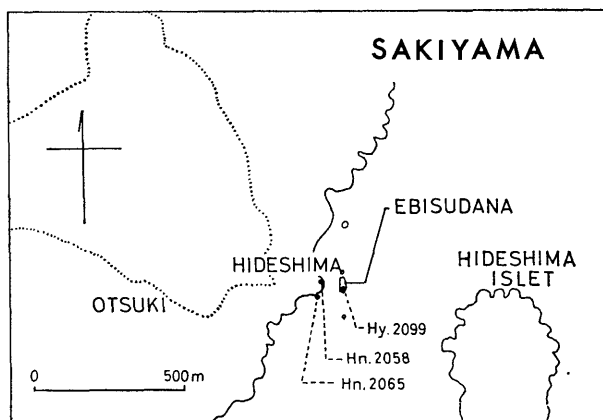 SAKIYAMA
EBISUDANA
HIDESHIMA
HIDESHIMA
ISLET
OTSUKI
Hy. 2099
Hn. 2058
Hn. 2065
0 500m